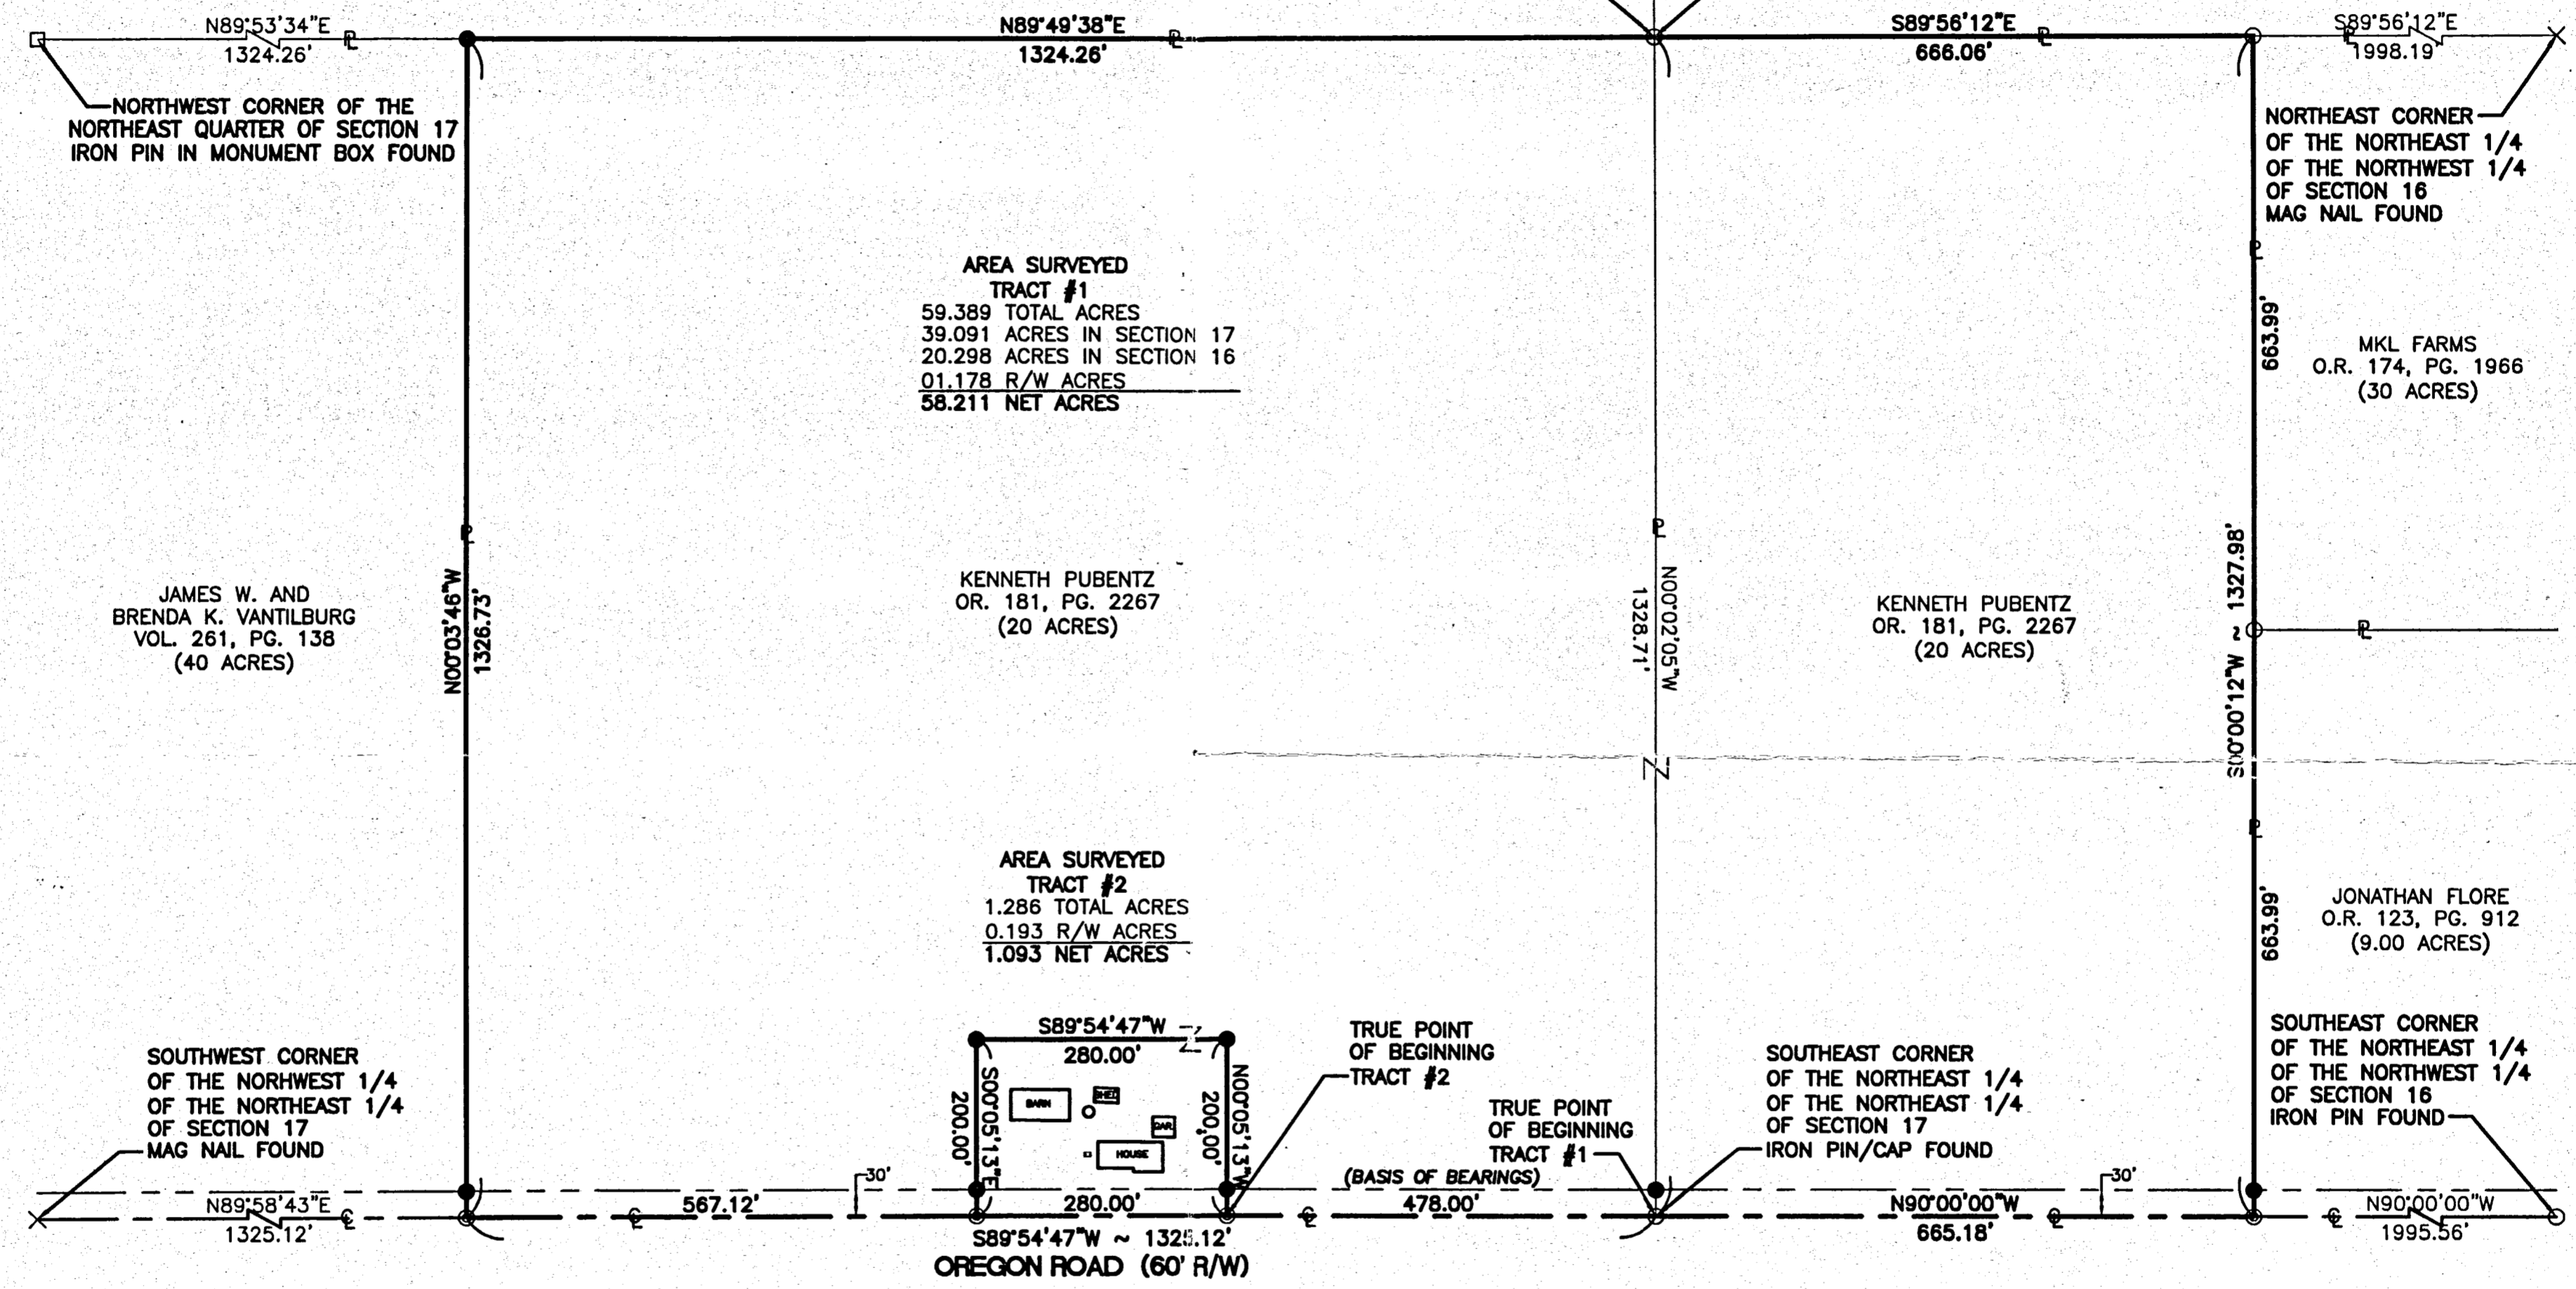 N89°53'34"E
1324.26'
N89°49'38"E
1324.26'
S89°56'12"E
666.06'
S89°56'12"E
1998.19'
NORTHWEST CORNER OF THE
NORTHEAST QUARTER OF SECTION 17
IRON PIN IN MONUMENT BOX FOUND
NORTHEAST CORNER
OF THE NORTHEAST 1/4
OF THE NORTHWEST 1/4
OF SECTION 16
MAG NAIL FOUND
AREA SURVEYED
TRACT #1
59.389 TOTAL ACRES
39.091 ACRES IN SECTION 17
20.298 ACRES IN SECTION 16
01.178 R/W ACRES
58.211 NET ACRES
663.99'
MKL FARMS
O.R. 174, PG. 1966
(30 ACRES)
JAMES W. AND
BRENDA K. VANTILBURG
VOL. 261, PG. 138
(40 ACRES)
N00°03'46"W
1326.73'
KENNETH PUBENTZ
OR. 181, PG. 2267
(20 ACRES)
N00°02'05"W
1328.71'
KENNETH PUBENTZ
OR. 181, PG. 2267
(20 ACRES)
S00°00'12"W ~ 1327.98'
AREA SURVEYED
TRACT #2
1.286 TOTAL ACRES
0.193 R/W ACRES
1.093 NET ACRES
663.99'
JONATHAN FLORE
O.R. 123, PG. 912
(9.00 ACRES)
SOUTHWEST CORNER
OF THE NORHWEST 1/4
OF THE NORTHEAST 1/4
OF SECTION 17
MAG NAIL FOUND
S89°54'47"W
280.00'
S00°05'13"E
200.00'
BARN
SHED
GAR.
HOUSE
N00°05'13"W
200.00'
TRUE POINT
OF BEGINNING
TRACT #2
TRUE POINT
OF BEGINNING
TRACT #1
(BASIS OF BEARINGS)
SOUTHEAST CORNER
OF THE NORTHEAST 1/4
OF THE NORTHEAST 1/4
OF SECTION 17
IRON PIN/CAP FOUND
SOUTHEAST CORNER
OF THE NORTHEAST 1/4
OF THE NORTHWEST 1/4
OF SECTION 16
IRON PIN FOUND
30'
30'
N89°58'43"E
1325.12'
567.12'
280.00'
478.00'
N90°00'00"W
665.18'
N90°00'00"W
1995.56'
S89°54'47"W ~ 1325.12'
OREGON ROAD (60' R/W)